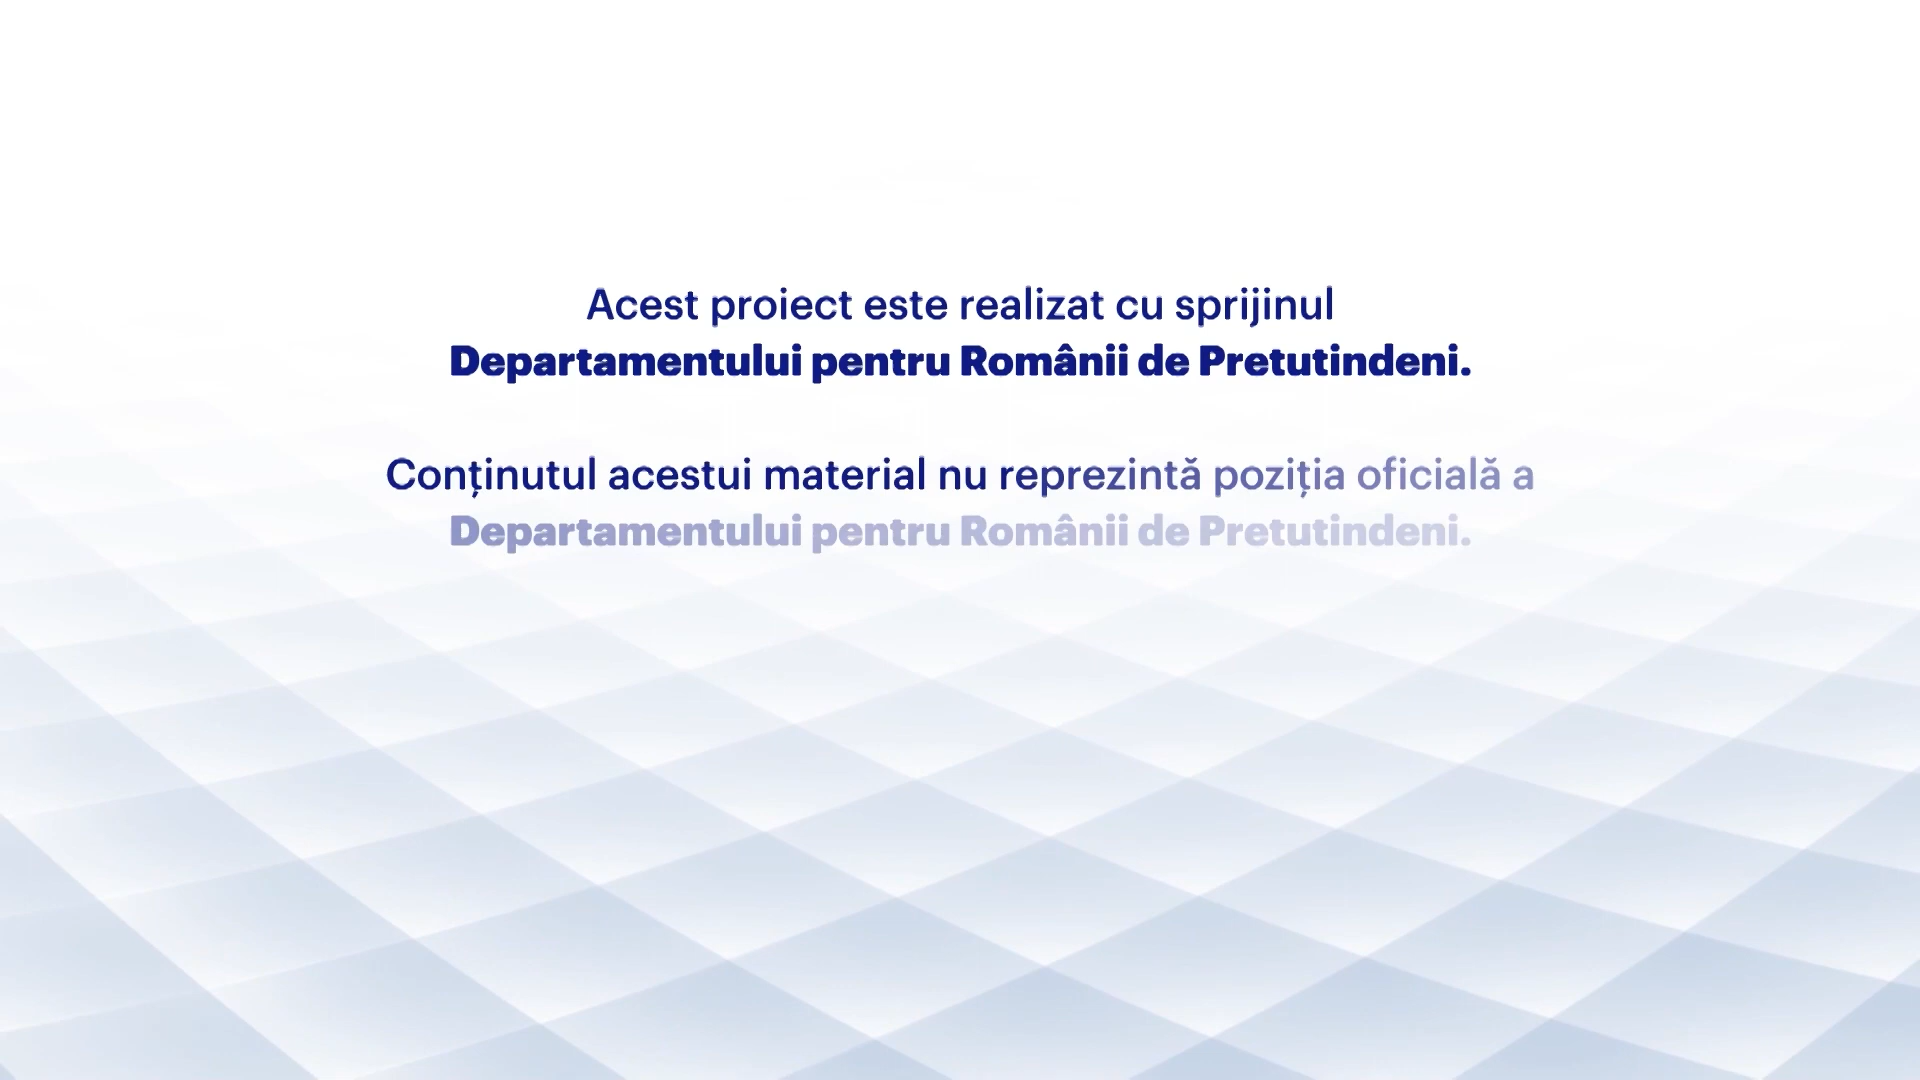 Acest proiect este realizat cu sprijinul
Departamentului pentru Românii de Pretutindeni.
Conținutul acestui material nu reprezintă poziția oficială a
Departamentului pentru Românii de Pretutindeni.